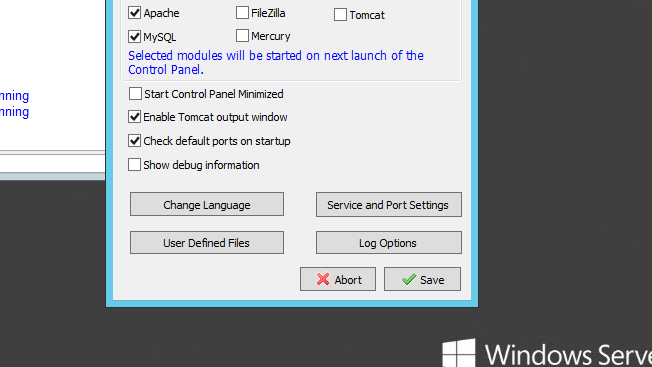 Apache
FileZilla
Tomcat
MySQL
Mercury
Selected modules will be started on next launch of the
Control Panel.
Start Control Panel Minimized
nning
Enable Tomcat output window
nning
Check default ports on startup
Show debug information
Change Language
Service and Port Settings
User Defined Files
Log Options
Abort
Save
Windows Serve